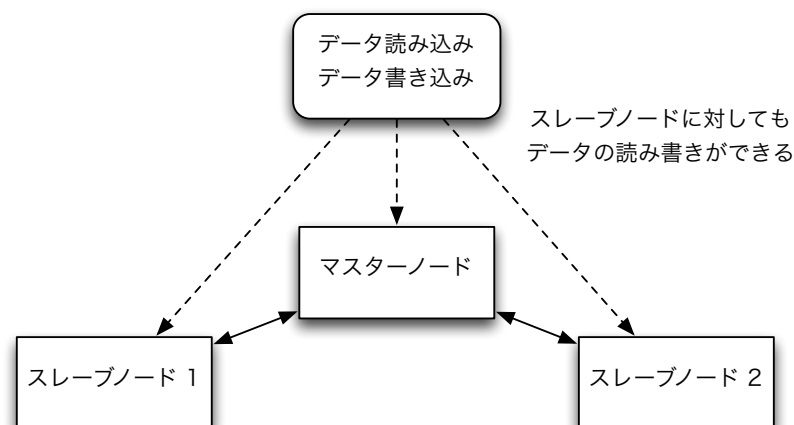 データ読み込み
データ書き込み
スレーブノードに対しても
データの読み書きができる
マスターノード
スレーブノード 1
スレーブノード 2